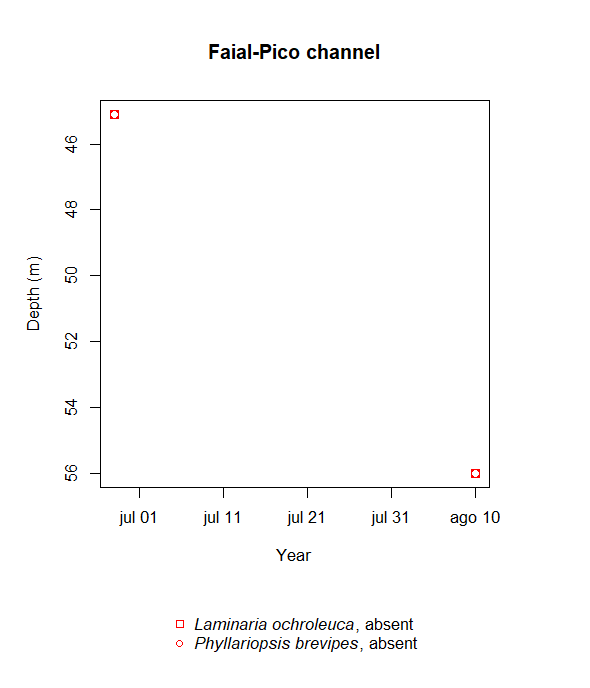 Faial-Pico channel
46
48
50
52
54
56
Depth (m)
jul 01 jul 11 jul 21 jul 31 ago 10
Year
Laminaria ochroleuca, absent
Phyllariopsis brevipes, absent